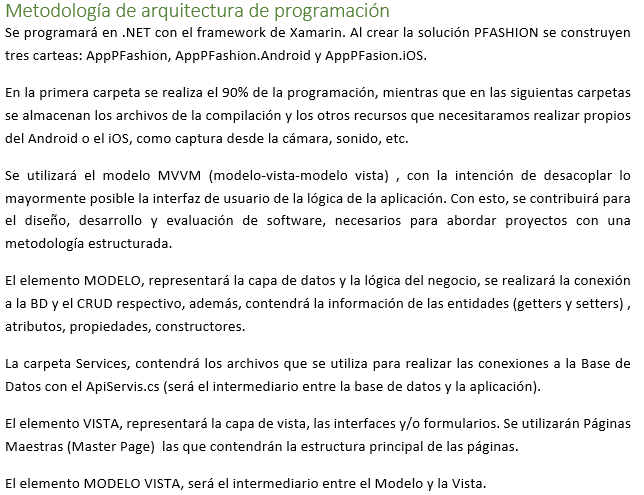 Metodología de arquitectura de programación
Se programará en .NET con el framework de Xamarin. Al crear la solución PFASHION se construyen
tres carteas: AppPFashion, AppPFashion.Android y AppPFasion.iOS.
En la primera carpeta se realiza el 90% de la programación, mientras que en las siguientas carpetas
se almacenan los archivos de la compilación y los otros recursos que necesitaramos realizar propios
del Android o el iOS, como captura desde la cámara, sonido, etc.
Se utilizará el modelo MVVM (modelo-vista-modelo vista) , con la intención de desacoplar lo
mayormente posible la interfaz de usuario de la lógica de la aplicación. Con esto, se contribuirá para
el diseño, desarrollo y evaluación de software, necesarios para abordar proyectos con una
metodología estructurada.
El elemento MODELO, representará la capa de datos y la lógica del negocio, se realizará la conexión
a la BD y el CRUD respectivo, además, contendrá la información de las entidades (getters y setters) ,
atributos, propiedades, constructores.
La carpeta Services, contendrá los archivos que se utiliza para realizar las conexiones a la Base de
Datos con el ApiServis.cs (será el intermediario entre la base de datos y la aplicación).
El elemento VISTA, representará la capa de vista, las interfaces y/o formularios. Se utilizarán Páginas
Maestras (Master Page)  las que contendrán la estructura principal de las páginas.
El elemento MODELO VISTA, será el intermediario entre el Modelo y la Vista.